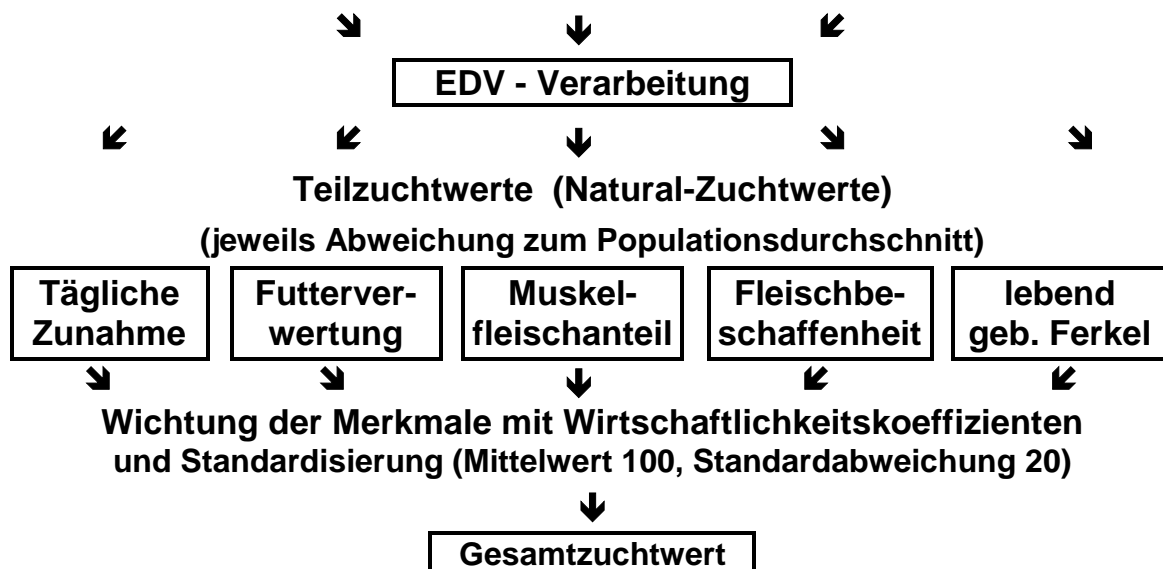 EDV - Verarbeitung
Teilzuchtwerte (Natural-Zuchtwerte)
(jeweils Abweichung zum Populationsdurchschnitt)
Tägliche
Zunahme
Futterver-
wertung
Muskel-
fleischanteil
Fleischbe-
schaffenheit
lebend
geb. Ferkel
Wichtung der Merkmale mit Wirtschaftlichkeitskoeffizienten
und Standardisierung (Mittelwert 100, Standardabweichung 20)
Gesamtzuchtwert